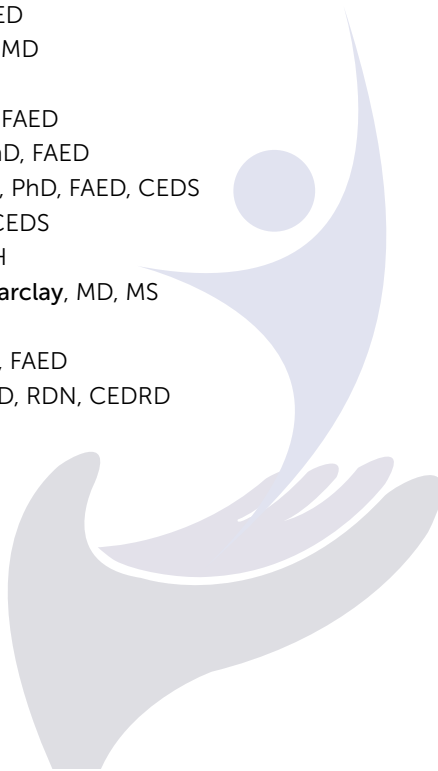 ED
MD
FAED
D, FAED
, PhD, FAED, CEDS
CEDS
H
arclay, MD, MS
, FAED
D, RDN, CEDRD